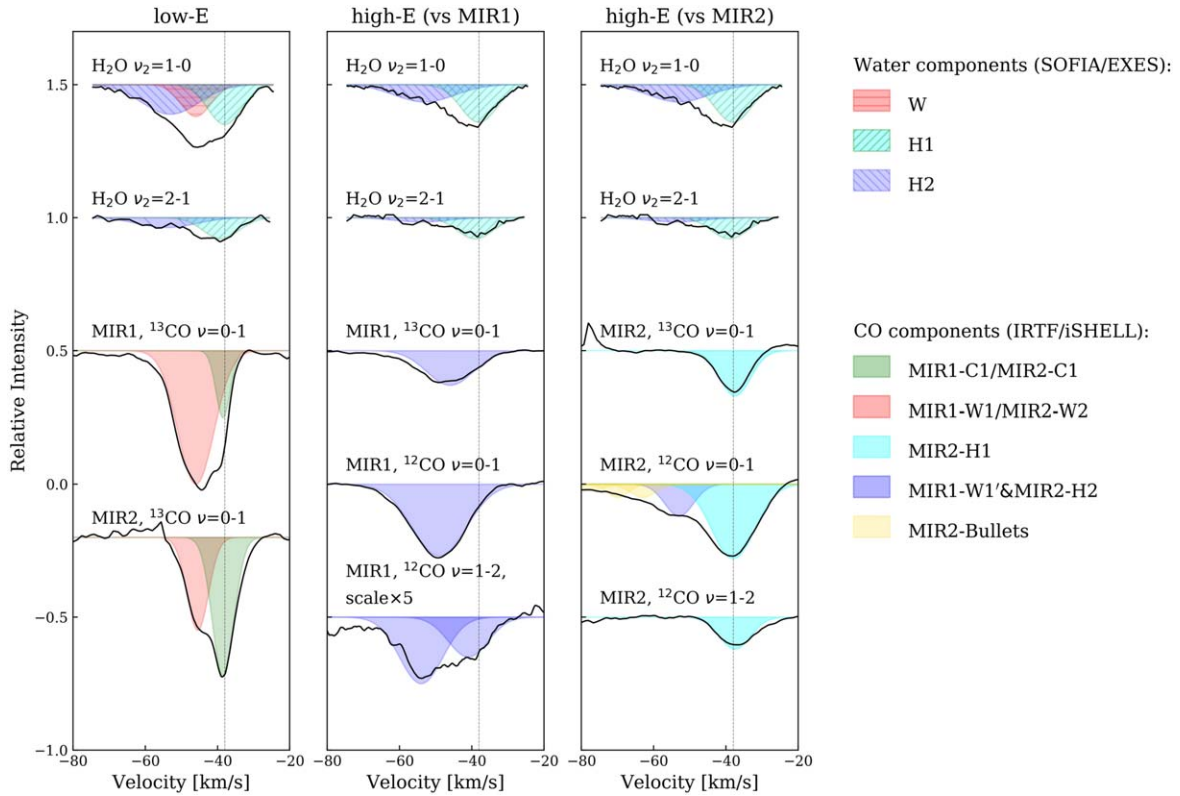 low-E
high-E (vs MIR1)
high-E (vs MIR2)
H₂O ν₂=1-0
H₂O ν₂=1-0
H₂O ν₂=1-0
H₂O ν₂=2-1
H₂O ν₂=2-1
H₂O ν₂=2-1
MIR1, ¹³CO ν=0-1
MIR1, ¹³CO ν=0-1
MIR2, ¹³CO ν=0-1
MIR2, ¹³CO ν=0-1
MIR1, ¹²CO ν=0-1
MIR2, ¹²CO ν=0-1
MIR1, ¹²CO ν=1-2,
scale×5
MIR2, ¹²CO ν=1-2
Relative Intensity
1.5
1.0
0.5
0.0
−0.5
−1.0
−80 −60 −40 −20
−80 −60 −40 −20
−80 −60 −40 −20
Velocity [km/s]
Velocity [km/s]
Velocity [km/s]
Water components (SOFIA/EXES):
W
H1
H2
CO components (IRTF/iSHELL):
MIR1-C1/MIR2-C1
MIR1-W1/MIR2-W2
MIR2-H1
MIR1-W1′&MIR2-H2
MIR2-Bullets